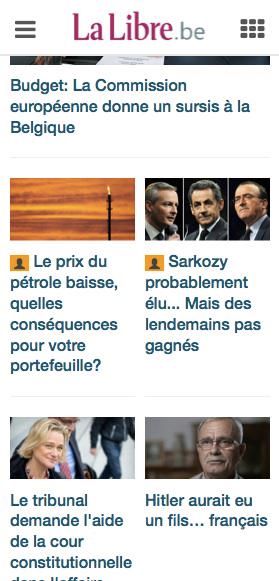 La Libre.be
Budget: La Commission
européenne donne un sursis à la
Belgique
Le prix du
pétrole baisse,
quelles
conséquences
pour votre
portefeuille?
Sarkozy
probablement
élu... Mais des
lendemains pas
gagnés
Le tribunal
demande l'aide
de la cour
constitutionnelle
dans l'affaire
Hitler aurait eu
un fils… français